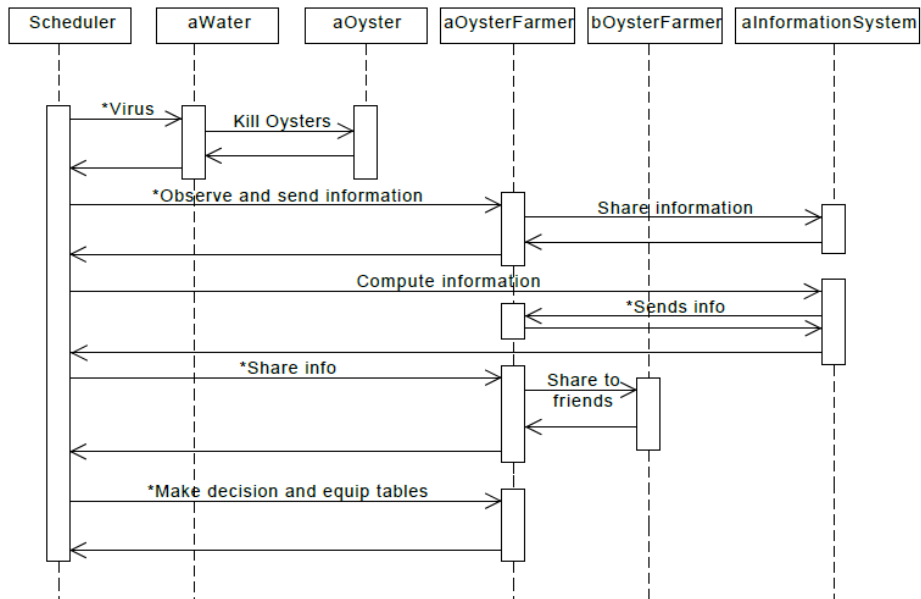 Scheduler
aWater
aOyster
aOysterFarmer
bOysterFarmer
aInformationSystem
*Virus
Kill Oysters
*Observe and send information
Share information
Compute information
*Sends info
*Share info
Share to
friends
*Make decision and equip tables